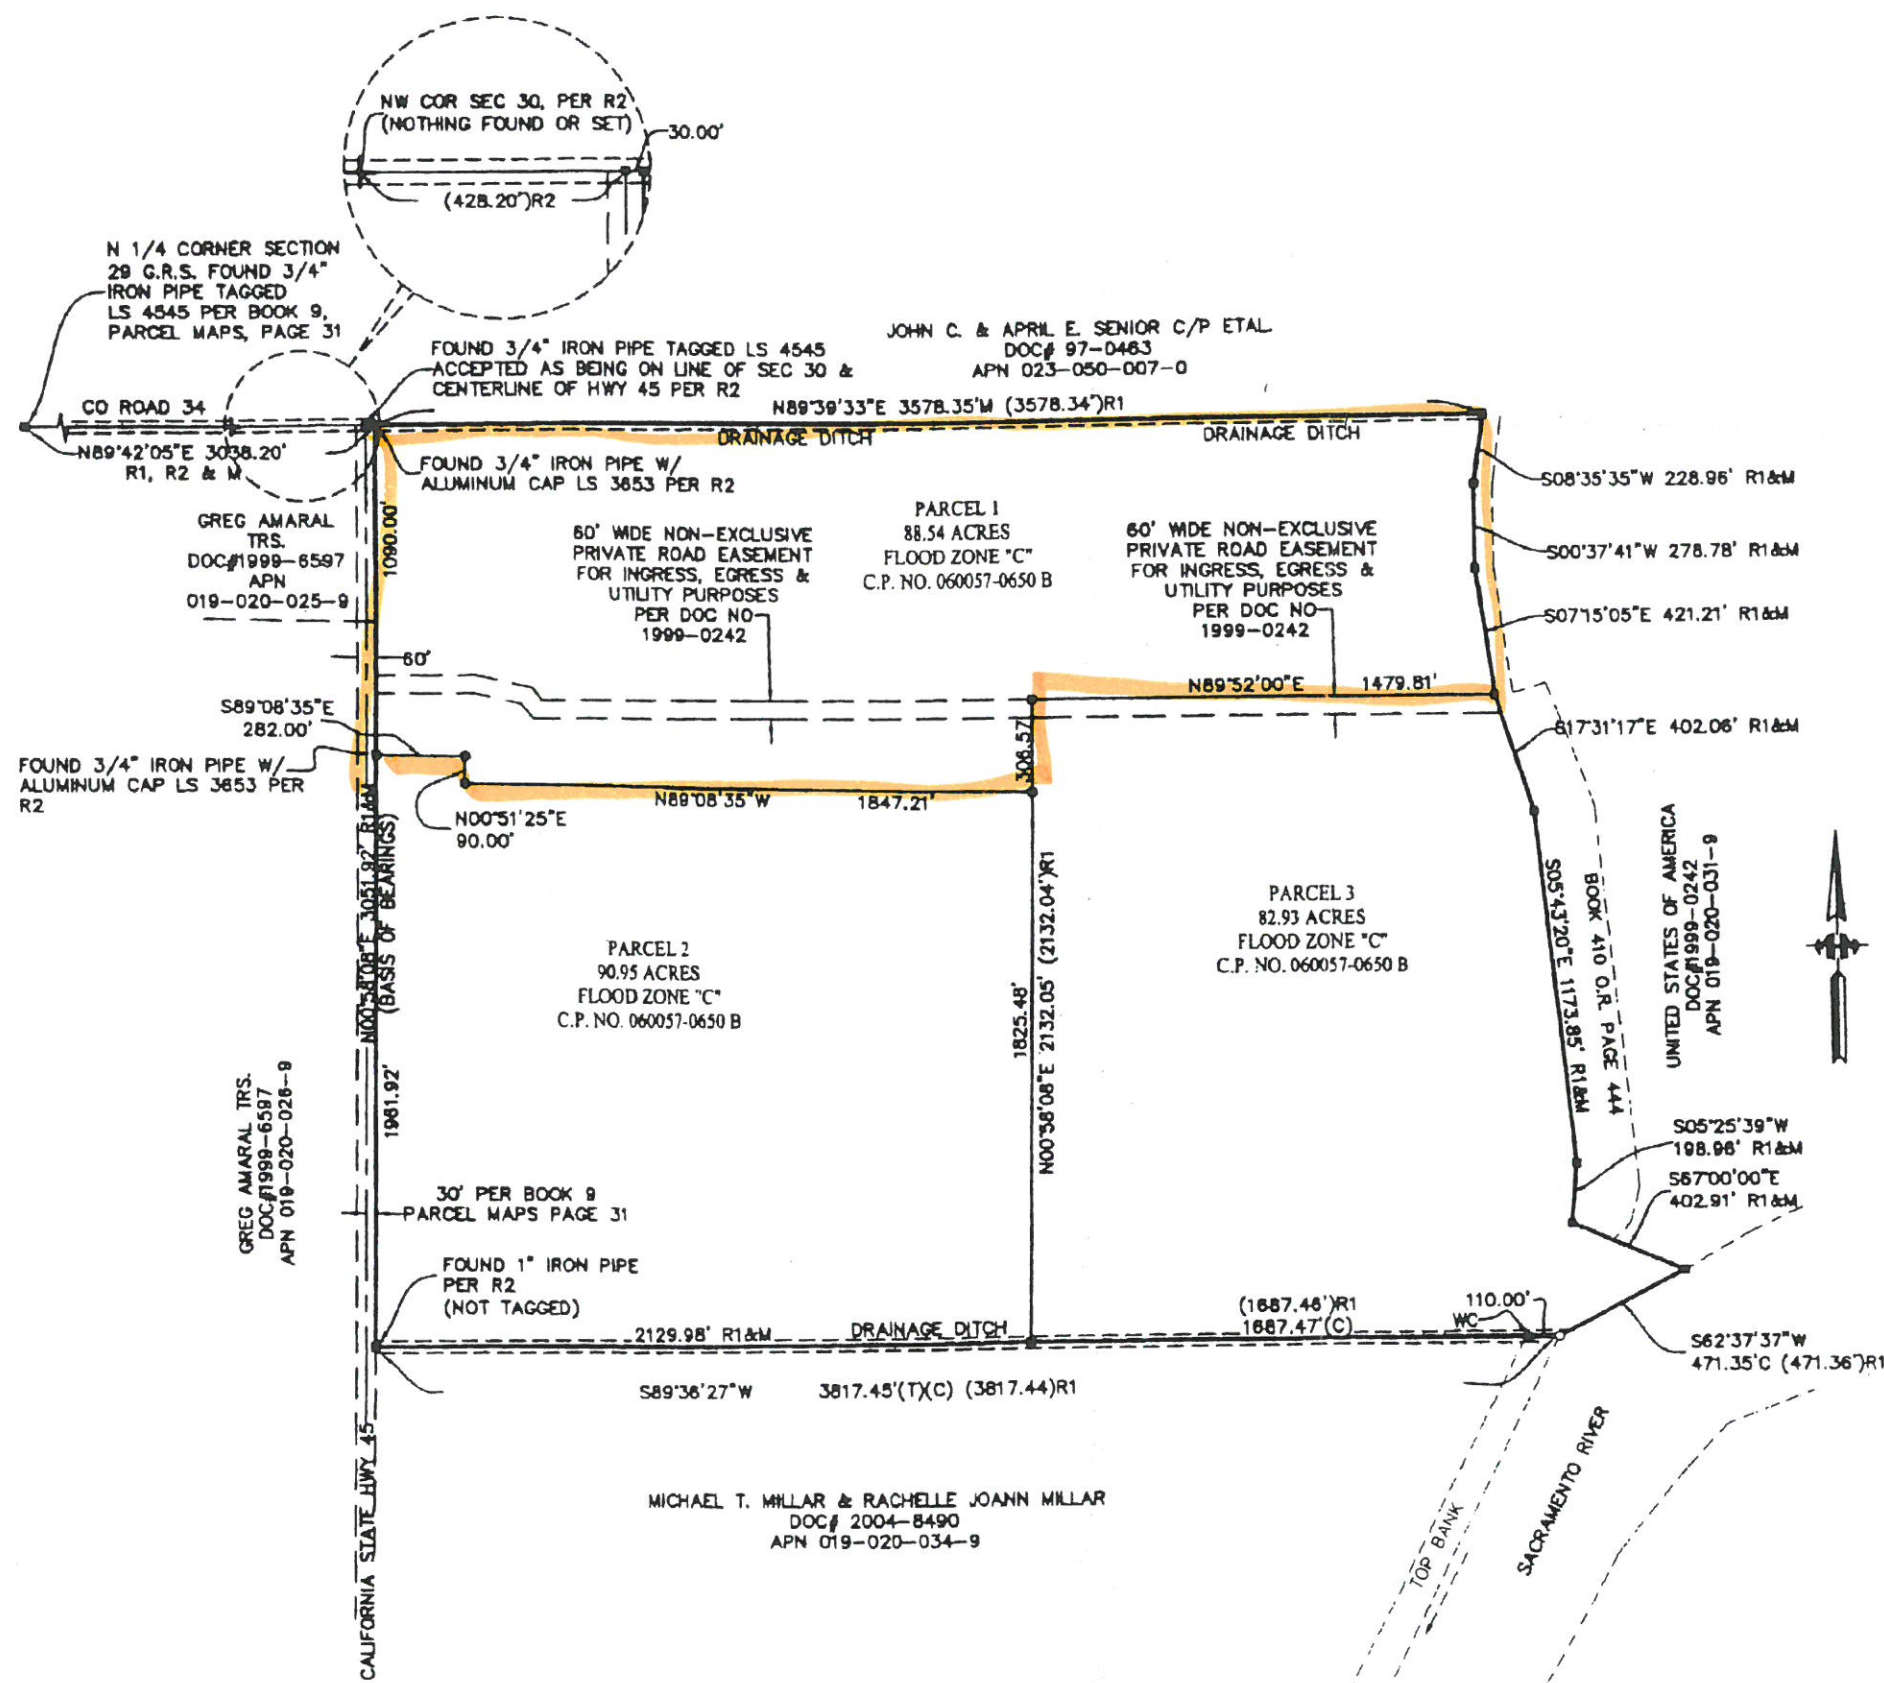 NW COR SEC 30, PER R2
(NOTHING FOUND OR SET)
30.00'
(428.20')R2
N 1/4 CORNER SECTION
29 G.R.S. FOUND 3/4"
IRON PIPE TAGGED
LS 4545 PER BOOK 9,
PARCEL MAPS, PAGE 31
JOHN C. & APRIL E. SENIOR C/P ETAL
DOC# 97-0463
APN 023-050-007-0
FOUND 3/4" IRON PIPE TAGGED LS 4545
ACCEPTED AS BEING ON LINE OF SEC 30 &
CENTERLINE OF HWY 45 PER R2
CO ROAD 34
N89°42'05"E 3038.20'
R1, R2 & M
N89°39'33"E 3578.35'M (3578.34')R1
DRAINAGE DITCH
DRAINAGE DITCH
FOUND 3/4" IRON PIPE W/
ALUMINUM CAP LS 3653 PER R2
S08°35'35"W 228.96' R1&M
S00°37'41"W 278.78' R1&M
S07°15'05"E 421.21' R1&M
S17°31'17"E 402.06' R1&M
GREG AMARAL
TRS.
DOC#1999-6597
APN
019-020-025-9
1090.00'
60' WIDE NON-EXCLUSIVE
PRIVATE ROAD EASEMENT
FOR INGRESS, EGRESS &
UTILITY PURPOSES
PER DOC NO
1999-0242
PARCEL 1
88.54 ACRES
FLOOD ZONE "C"
C.P. NO. 060057-0650 B
60' WIDE NON-EXCLUSIVE
PRIVATE ROAD EASEMENT
FOR INGRESS, EGRESS &
UTILITY PURPOSES
PER DOC NO
1999-0242
60'
N89°52'00"E 1479.81'
S89°08'35"E
282.00'
306.57'
FOUND 3/4" IRON PIPE W/
ALUMINUM CAP LS 3653 PER
R2
N00°51'25"E
90.00'
N89°08'35"W 1847.21'
N00°58'08"E 3051.92' R1&M
(BASIS OF BEARINGS)
1961.92'
PARCEL 2
90.95 ACRES
FLOOD ZONE "C"
C.P. NO. 060057-0650 B
1825.48'
N00°58'08"E 2132.05' (2132.04')R1
PARCEL 3
82.93 ACRES
FLOOD ZONE "C"
C.P. NO. 060057-0650 B
S05°43'20"E 1173.85' R1&M
BOOK 410 O.R. PAGE 444
UNITED STATES OF AMERICA
DOC#1999-0242
APN 019-020-031-9
S05°25'39"W
198.96' R1&M
S67°00'00"E
402.91' R1&M
GREG AMARAL TRS.
DOC#1999-6597
APN 019-020-026-9
30' PER BOOK 9
PARCEL MAPS PAGE 31
FOUND 1" IRON PIPE
PER R2
(NOT TAGGED)
2129.98' R1&M
DRAINAGE DITCH
(1687.46')R1
1687.47'(C)
WC
110.00'
S62°37'37"W
471.35'C (471.36')R1
S89°36'27"W 3817.45'(T)(C) (3817.44)R1
CALIFORNIA STATE HWY 45
MICHAEL T. MILLAR & RACHELLE JOANN MILLAR
DOC# 2004-8490
APN 019-020-034-9
TOP BANK
SACRAMENTO RIVER